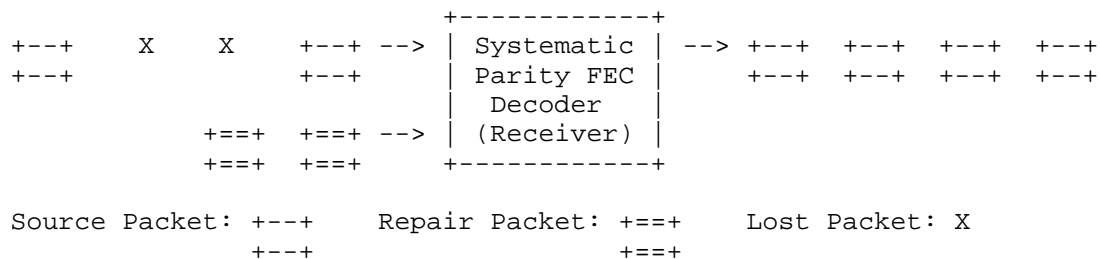 +------------+
+--+    X    X    +--+ -->  | Systematic | --> +--+  +--+  +--+  +--+
+--+              +--+      | Parity FEC |     +--+  +--+  +--+  +--+
                            |  Decoder   |
            +==+  +==+ -->  | (Receiver) |
            +==+  +==+      +------------+
Source Packet: +--+    Repair Packet: +==+    Lost Packet: X
               +--+                   +==+